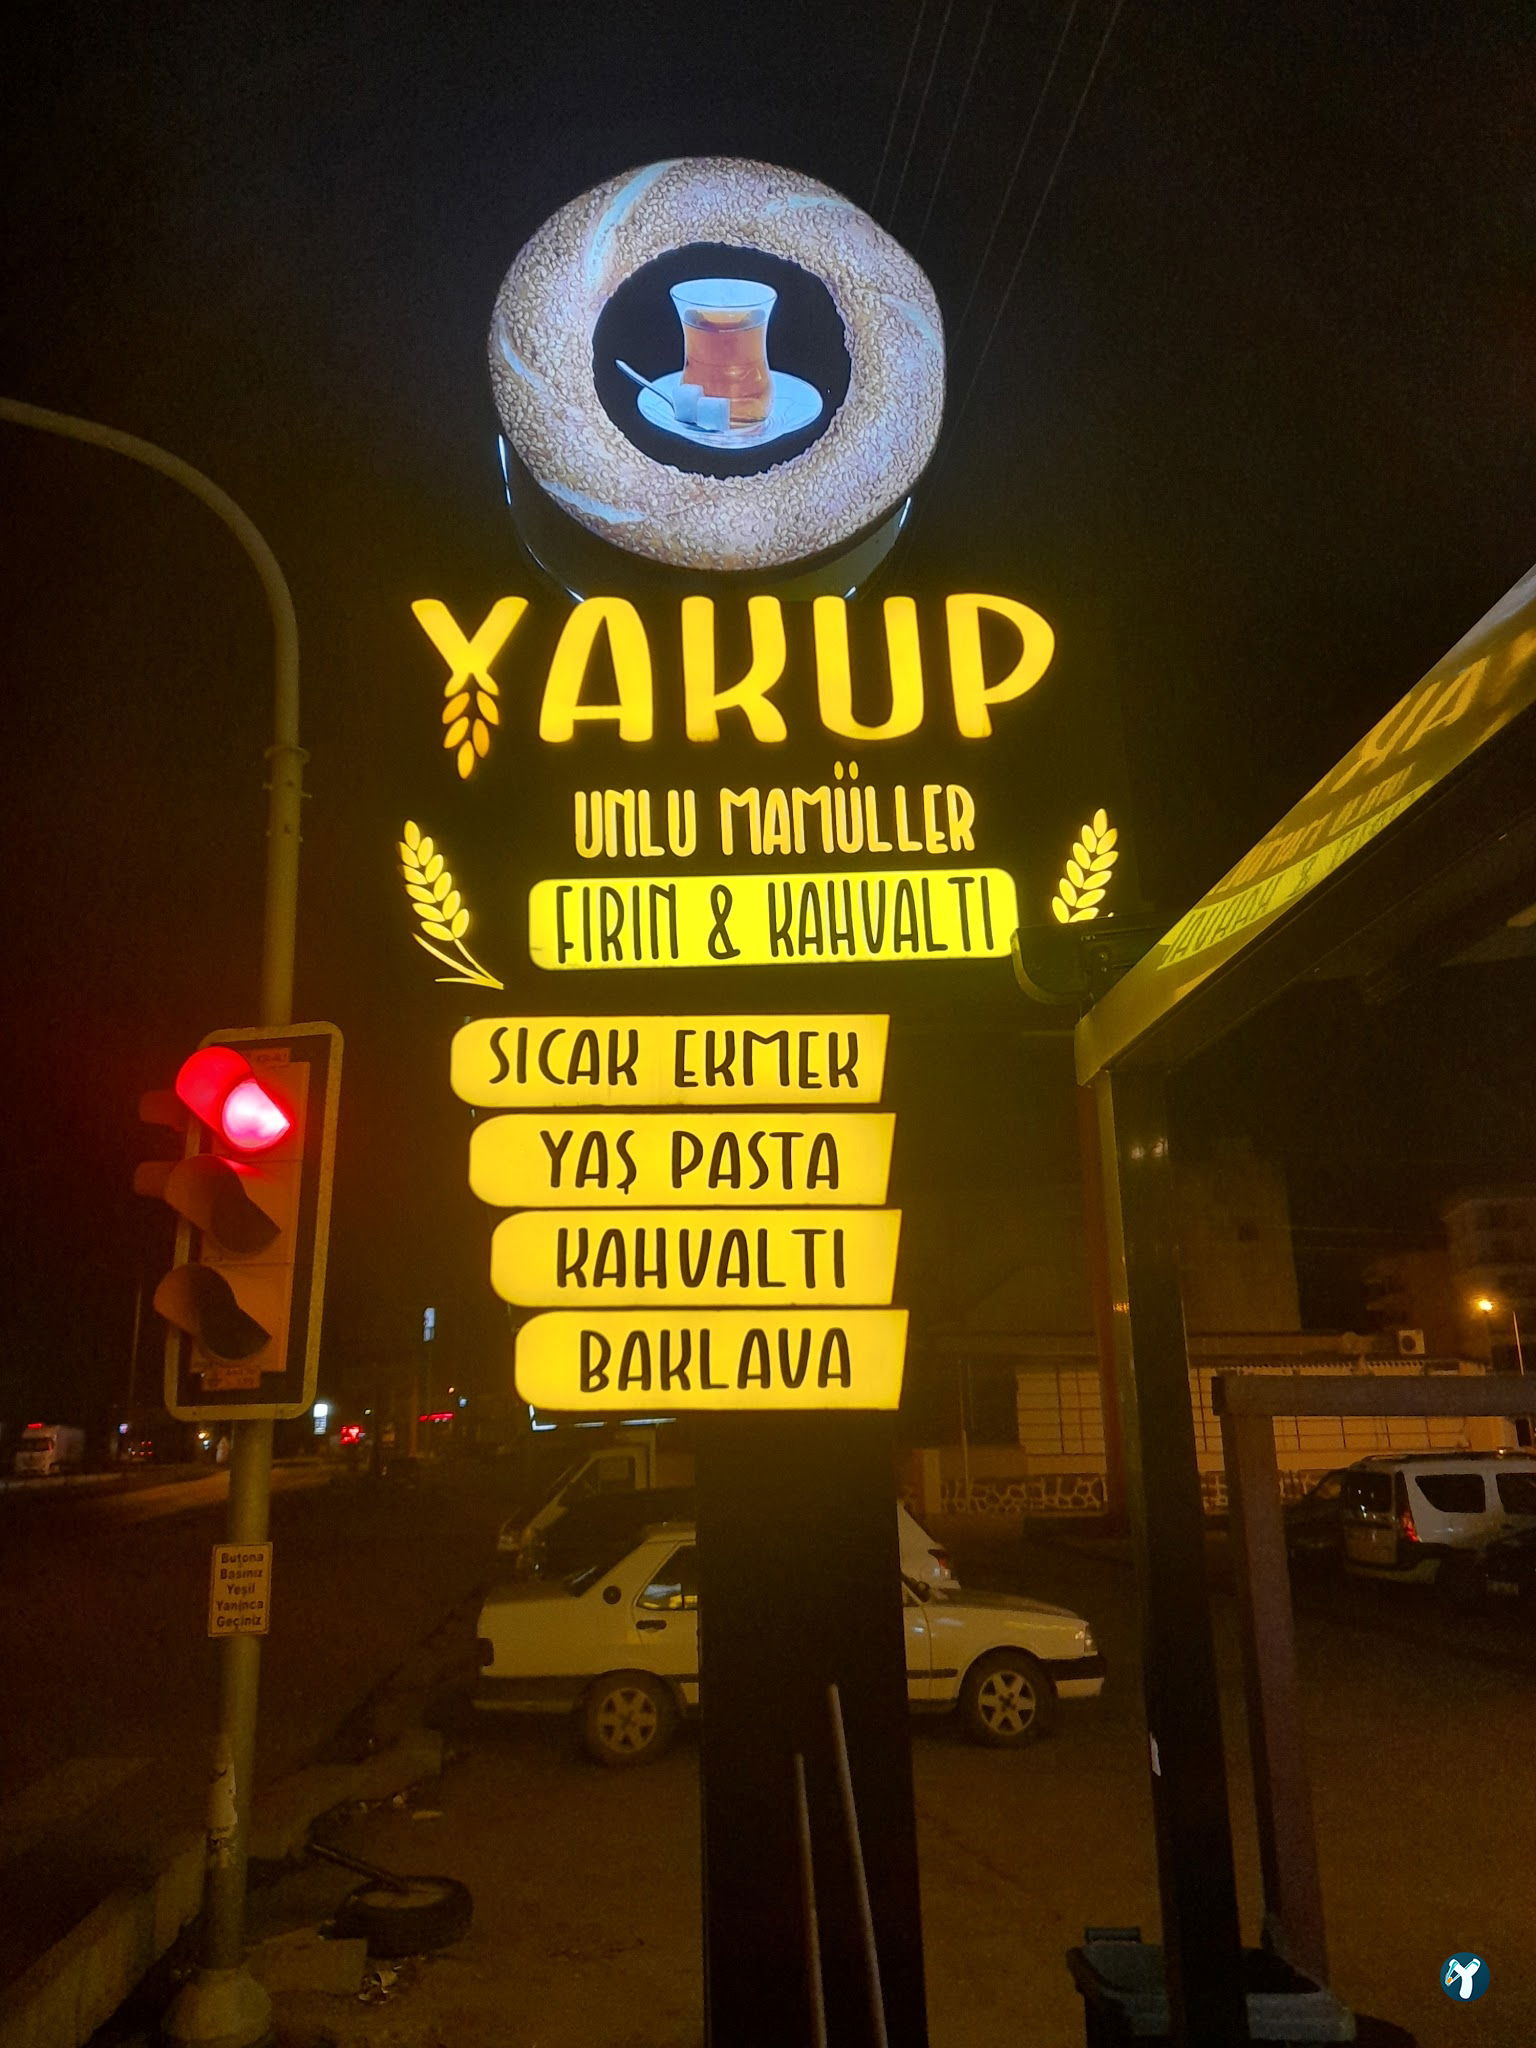 YAKUP
UNLU MAMÜLLER
FIRIN & KAHVALTI
SICAK EKMEK
YAŞ PASTA
KAHVALTI
BAKLAVA
Butona
Basınız
Yeşil
Yanınca
Geçiniz